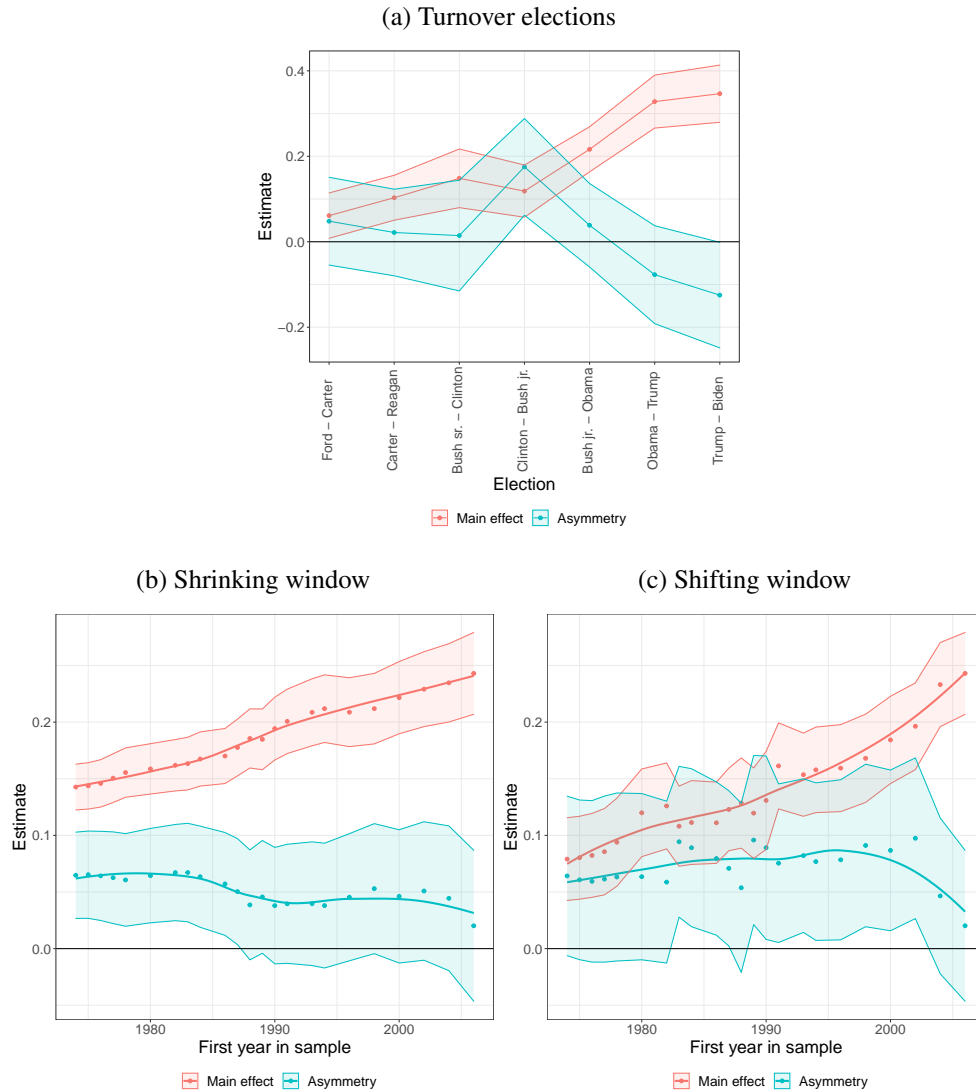 (a) Turnover elections
Estimate
0.4
0.2
0.0
−0.2
Ford − Carter
Carter − Reagan
Bush sr. − Clinton
Clinton − Bush jr.
Bush jr. − Obama
Obama − Trump
Trump − Biden
Election
Main effect Asymmetry
(b) Shrinking window
Estimate
0.2
0.1
0.0
1980 1990 2000
First year in sample
Main effect Asymmetry
(c) Shifting window
Estimate
0.2
0.1
0.0
1980 1990 2000
First year in sample
Main effect Asymmetry